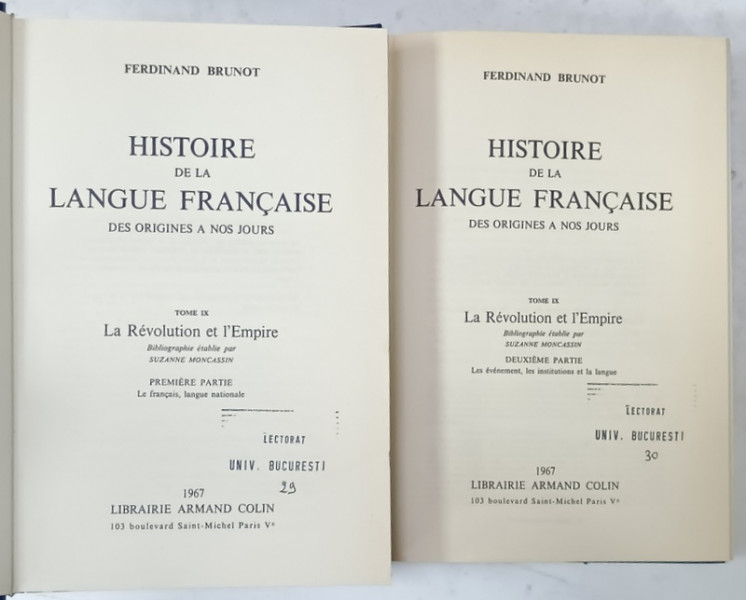 FERDINAND BRUNOT
HISTOIRE
DE LA
LANGUE FRANÇAISE
DES ORIGINES A NOS JOURS
TOME IX
La Révolution et l'Empire
Bibliographie établie par
SUZANNE MONCASSIN
PREMIÈRE PARTIE
Le français, langue nationale
LECTORAT
UNIV. BUCURESTI
29
1967
LIBRAIRIE ARMAND COLIN
103 boulevard Saint-Michel Paris Vᵉ
FERDINAND BRUNOT
HISTOIRE
DE LA
LANGUE FRANÇAISE
DES ORIGINES A NOS JOURS
TOME IX
La Révolution et l'Empire
Bibliographie établie par
SUZANNE MONCASSIN
DEUXIÈME PARTIE
Les événement, les institutions et la langue
LECTORAT
UNIV. BUCURESTI
30
1967
LIBRAIRIE ARMAND COLIN
103 boulevard Saint-Michel Paris Vᵉ